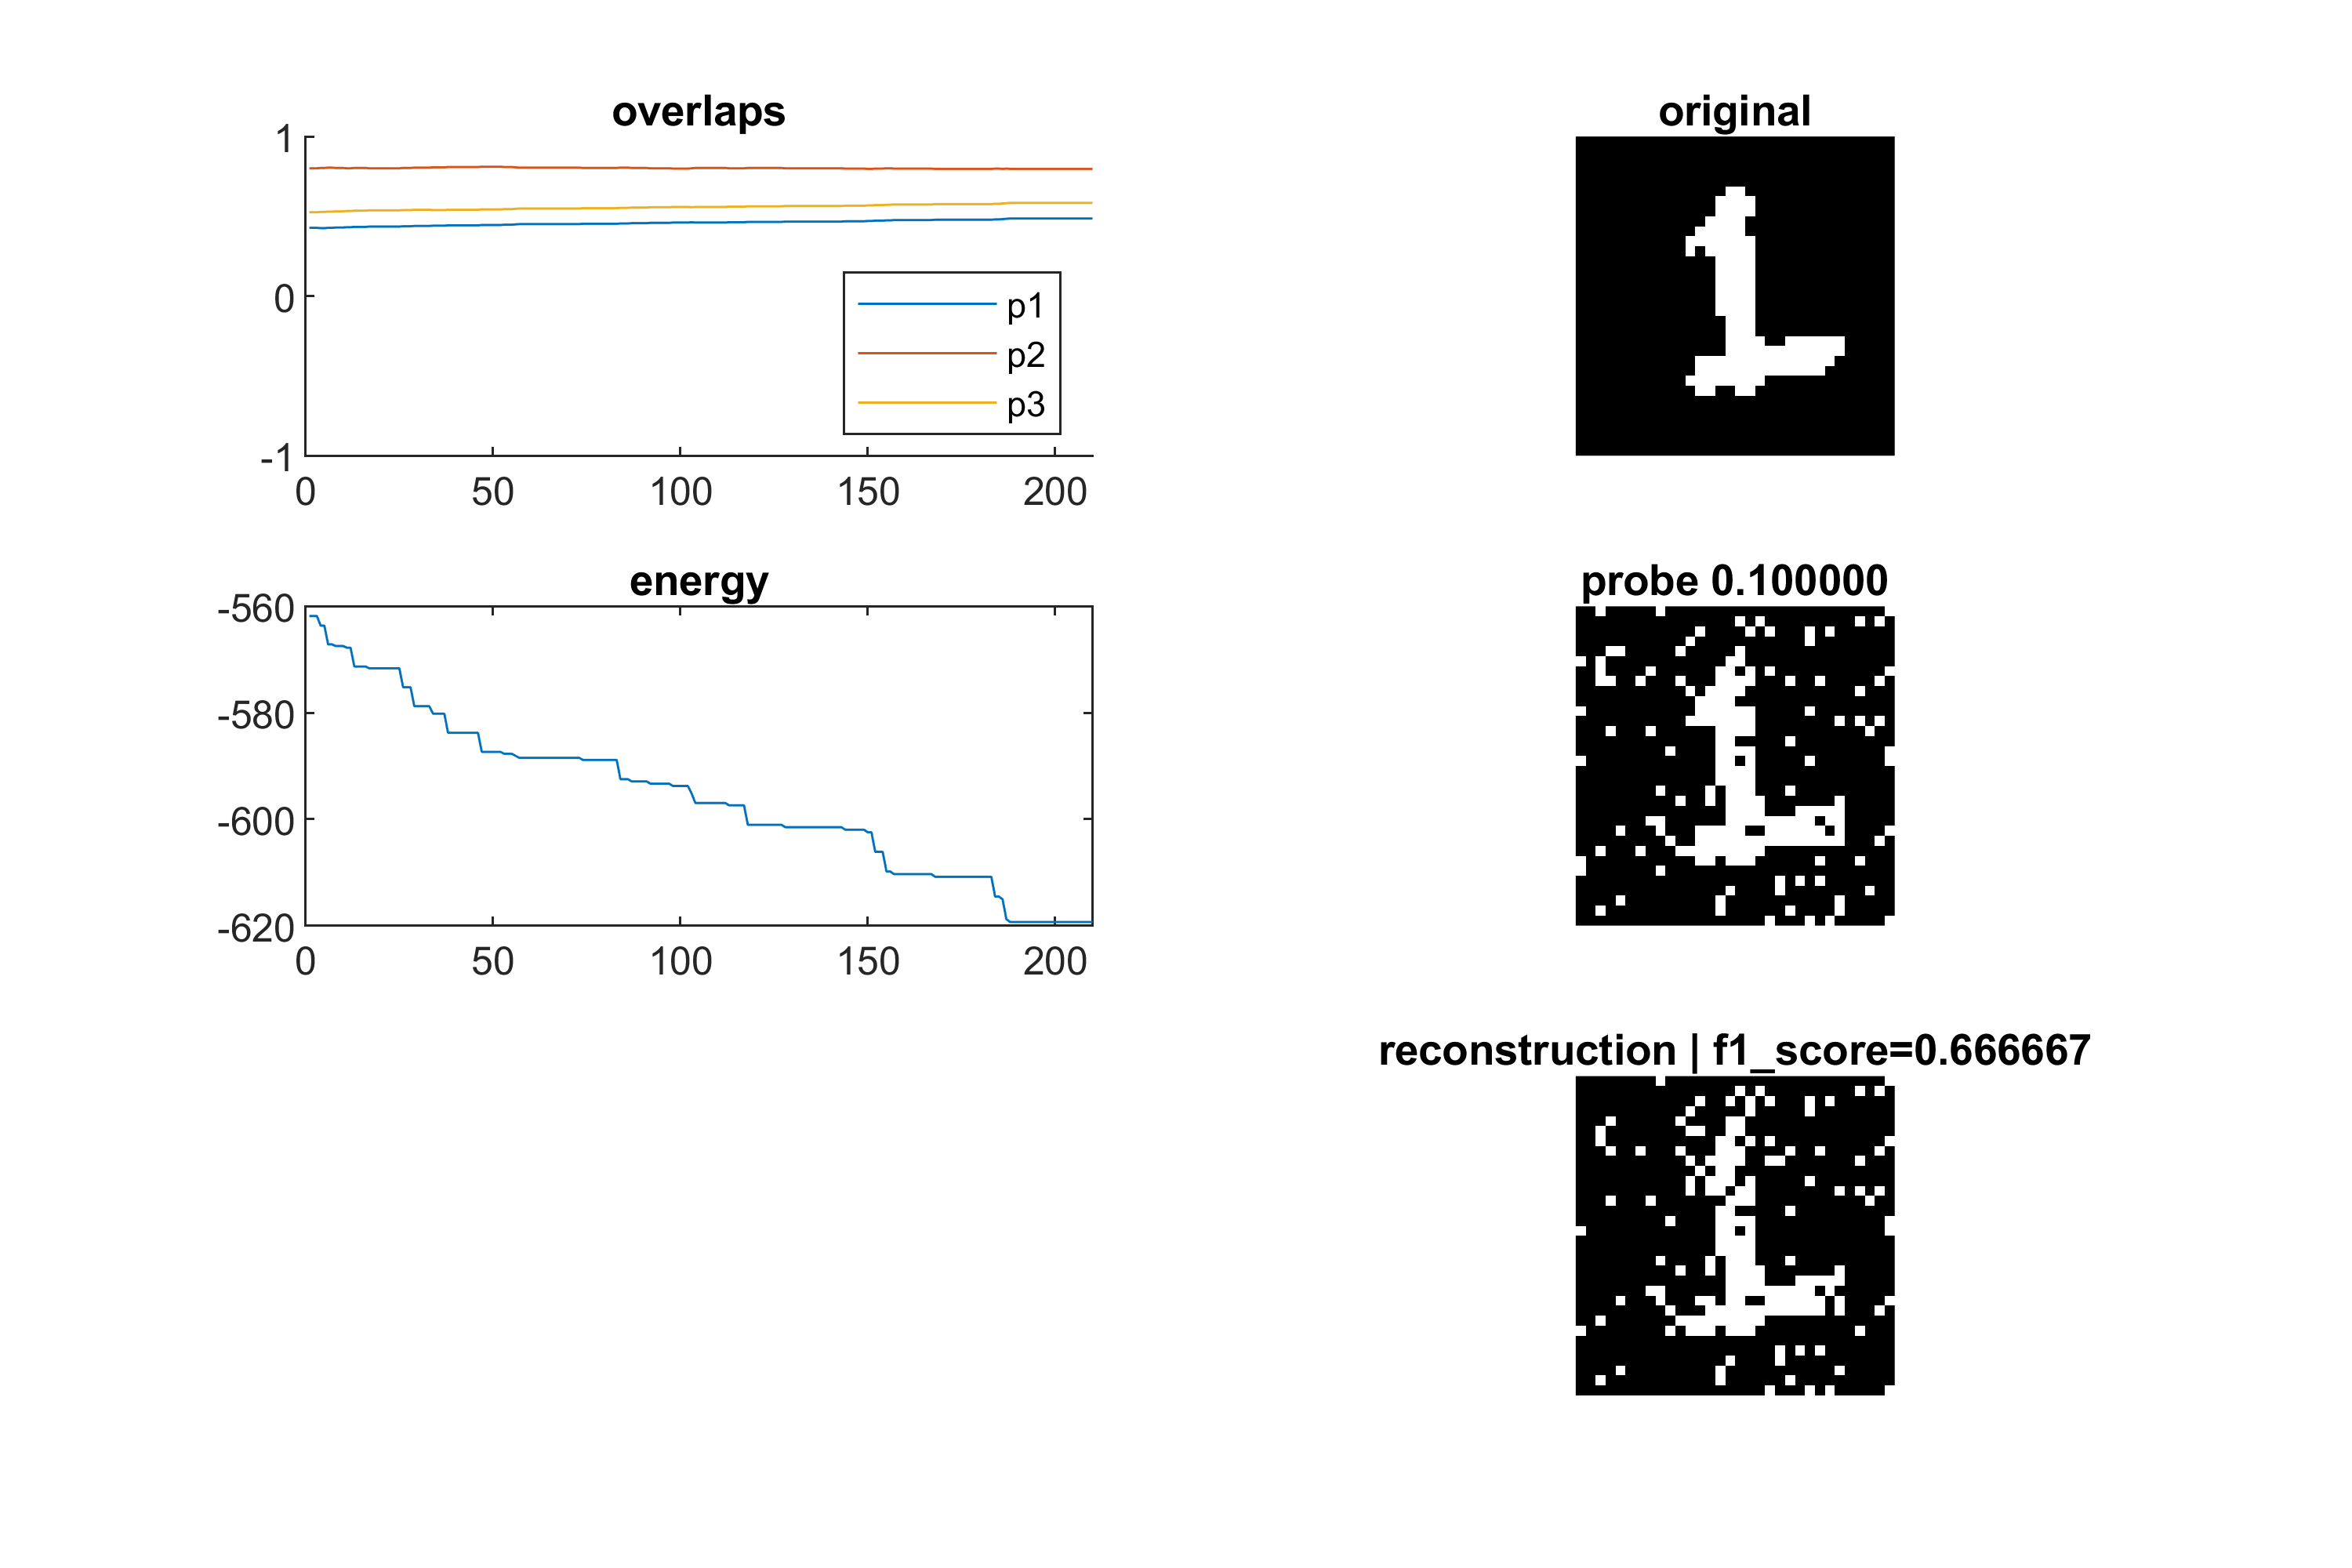 overlaps
1
0
-1
0 50 100 150 200
p1
p2
p3
original
energy
-560
-580
-600
-620
0 50 100 150 200
probe 0.100000
reconstruction | f1_score=0.666667